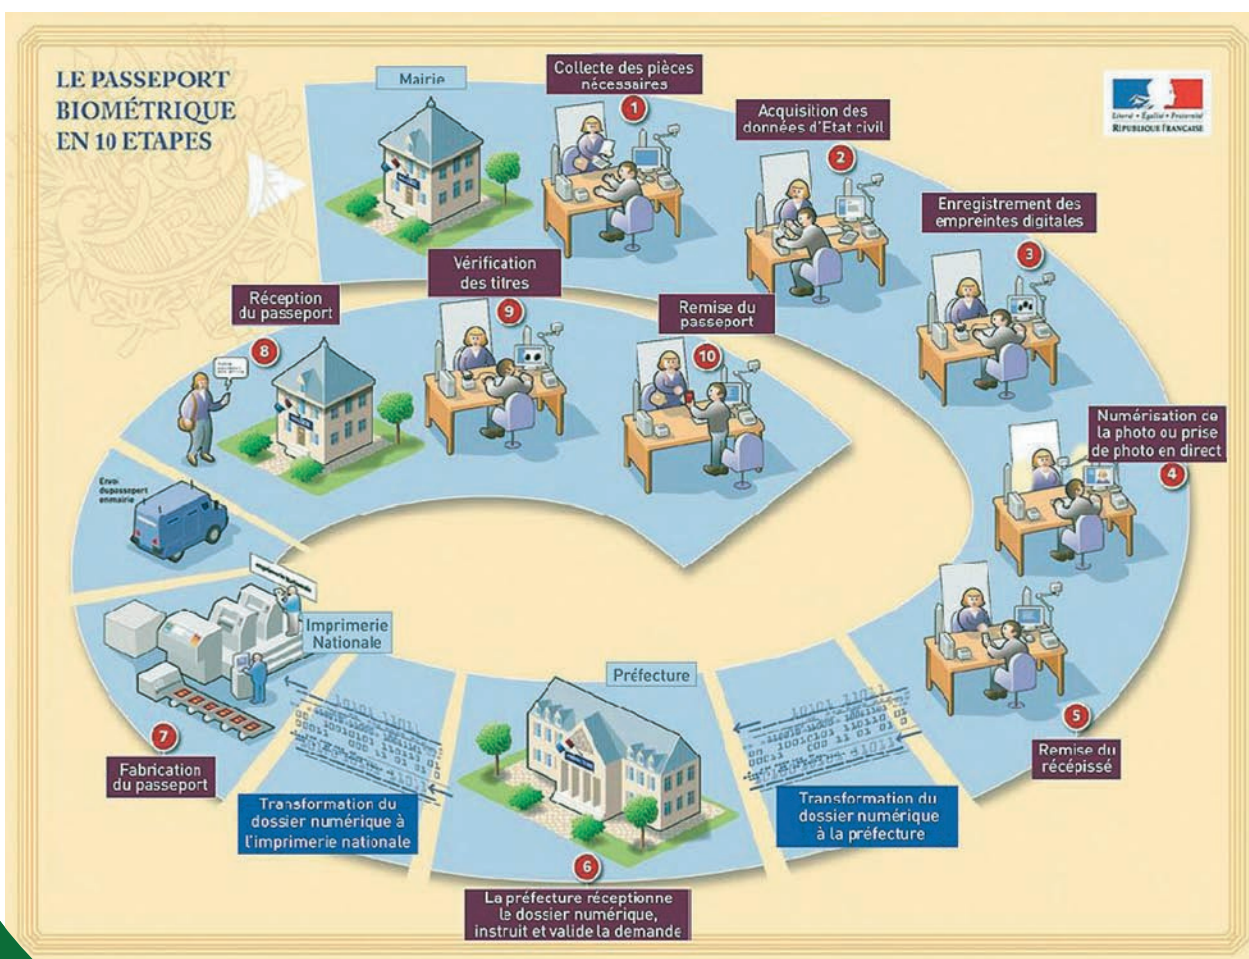 LE PASSEPORT
BIOMÉTRIQUE
EN 10 ETAPES
Mairie
Collecte des pièces
nécessaires
1
Acquisition des
données d'Etat civil
2
Liberté • Égalité • Fraternité
RÉPUBLIQUE FRANÇAISE
Enregistrement des
empreintes digitales
3
Numérisation de
la photo ou prise
de photo en direct
4
5
Remise du
récépissé
Transformation du
dossier numérique
à la préfecture
Préfecture
6
La préfecture réceptionne
le dossier numérique,
instruit et valide la demande
Transformation du
dossier numérique à
l'imprimerie nationale
Imprimerie
Nationale
7
Fabrication
du passeport
Envoi
du passeport
en mairie
Réception
du passeport
8
Vérification
des titres
9
Remise du
passeport
10